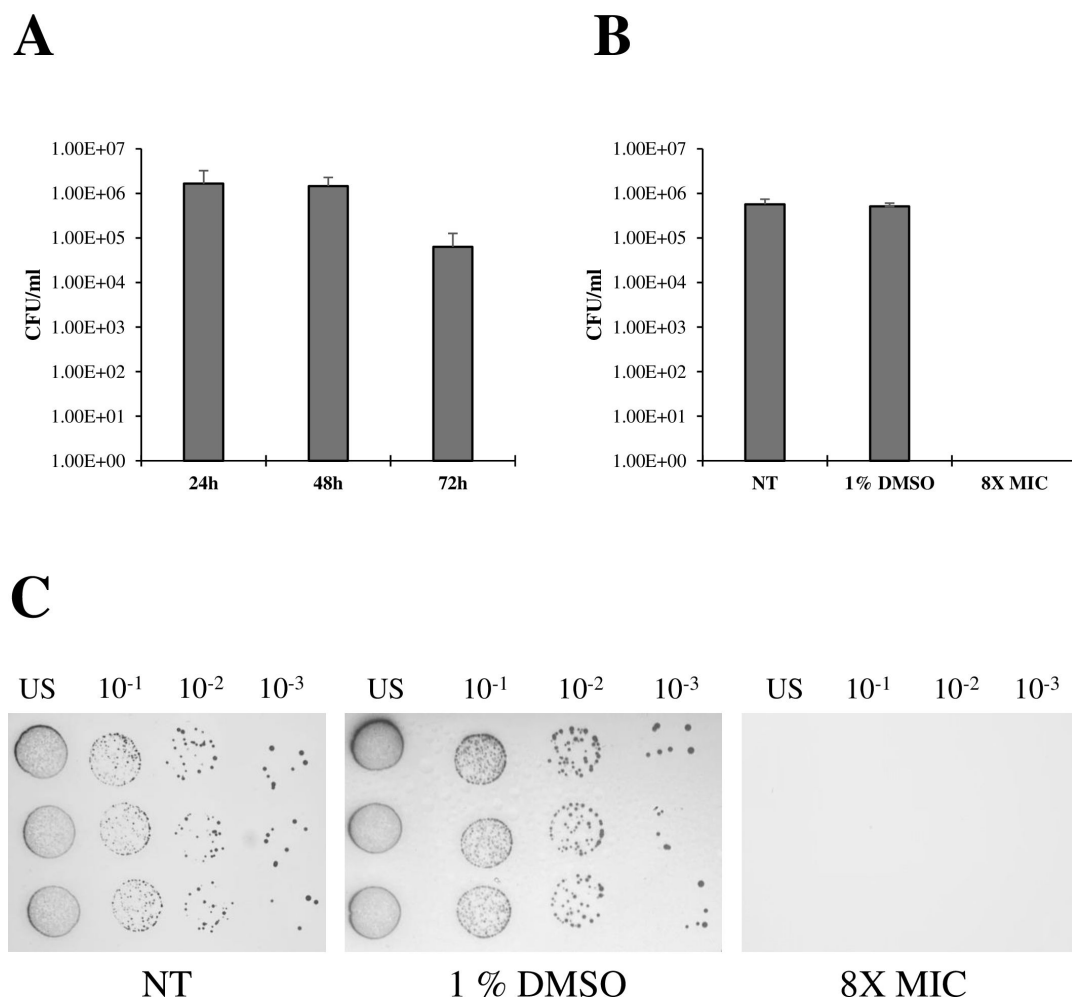 A
B
1.00E+07
1.00E+06
1.00E+05
1.00E+04
1.00E+03
1.00E+02
1.00E+01
1.00E+00
CFU/ml
24h 48h 72h
1.00E+07
1.00E+06
1.00E+05
1.00E+04
1.00E+03
1.00E+02
1.00E+01
1.00E+00
CFU/ml
NT 1% DMSO 8X MIC
C
US 10⁻¹ 10⁻² 10⁻³ US 10⁻¹ 10⁻² 10⁻³ US 10⁻¹ 10⁻² 10⁻³
NT 1 % DMSO 8X MIC